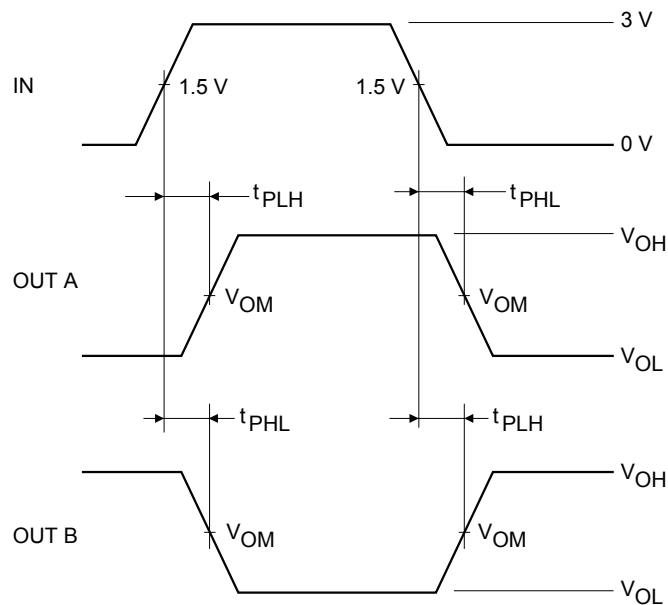 3 V
IN
1.5 V
1.5 V
0 V
tPLH
tPHL
VOH
OUT A
VOM
VOM
VOL
tPHL
tPLH
VOH
OUT B
VOM
VOM
VOL